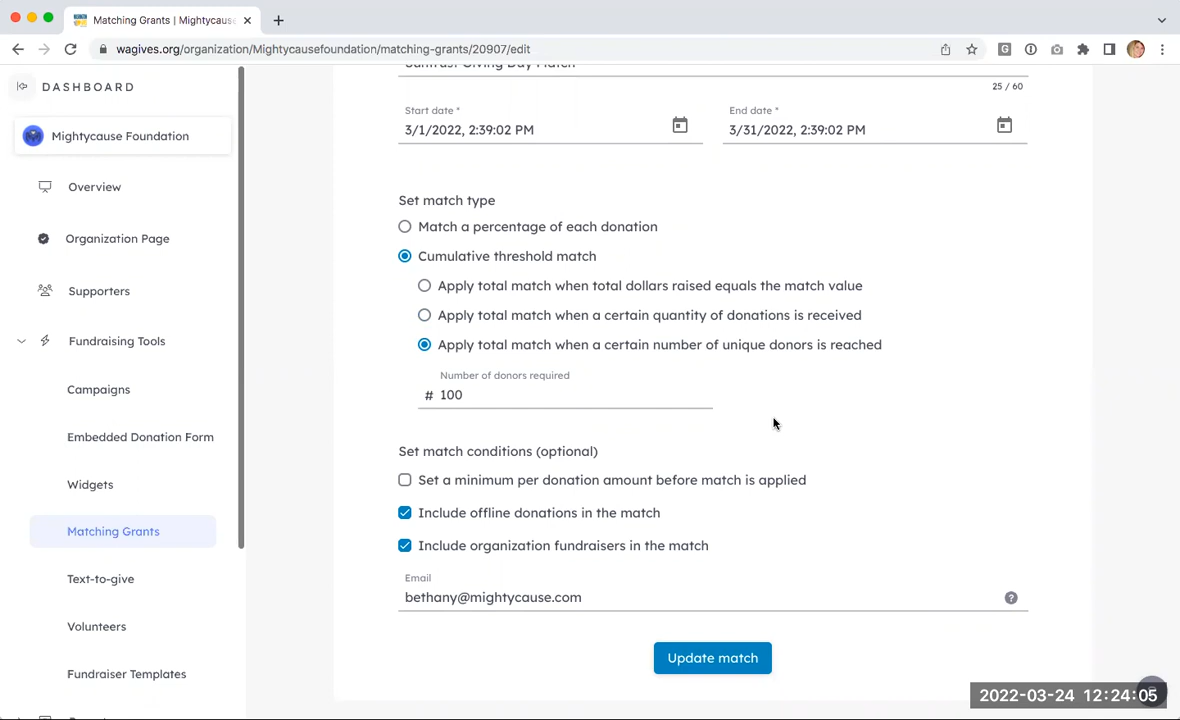 Matching Grants | Mightycaus
wagives.org/organization/Mightycausefoundation/matching-grants/20907/edit
DASHBOARD
Mightycause Foundation
Overview
Organization Page
Supporters
Fundraising Tools
Campaigns
Embedded Donation Form
Widgets
Matching Grants
Text-to-give
Volunteers
Fundraiser Templates
Suntrust Giving Day Match
25 / 60
Start date *
3/1/2022, 2:39:02 PM
End date *
3/31/2022, 2:39:02 PM
Set match type
Match a percentage of each donation
Cumulative threshold match
Apply total match when total dollars raised equals the match value
Apply total match when a certain quantity of donations is received
Apply total match when a certain number of unique donors is reached
Number of donors required
# 100
Set match conditions (optional)
Set a minimum per donation amount before match is applied
Include offline donations in the match
Include organization fundraisers in the match
Email
bethany@mightycause.com
?
Update match
2022-03-24 12:24:05